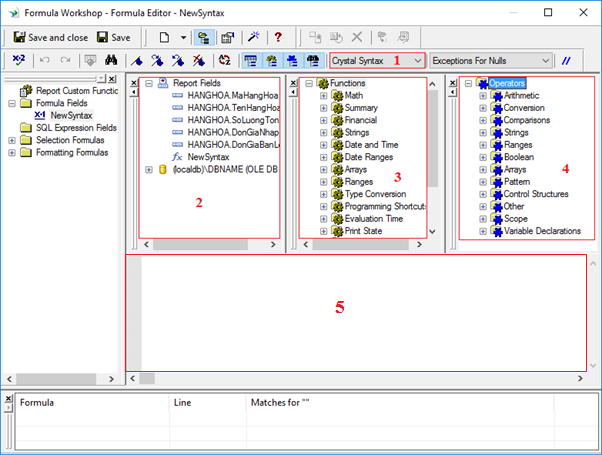 Formula Workshop - Formula Editor - NewSyntax
Save and close Save
Crystal Syntax 1 Exceptions For Nulls
Report Custom Functio
Formula Fields
NewSyntax
SQL Expression Fields
Selection Formulas
Formatting Formulas
Report Fields
HANGHOA.MaHangHoa
HANGHOA.TenHangHoa
HANGHOA.SoLuongTon
HANGHOA.DonGiaNhap
HANGHOA.DonGiaBanLe
NewSyntax
(localdb)\DBNAME (OLE DB
2
Functions
Math
Summary
Financial
Strings
Date and Time
Date Ranges
Arrays
Ranges
Type Conversion
Programming Shortcuts
Evaluation Time
Print State
3
Operators
Arithmetic
Conversion
Comparisons
Strings
Ranges
Boolean
Arrays
Pattern
Control Structures
Other
Scope
Variable Declarations
4
5
Formula Line Matches for ""